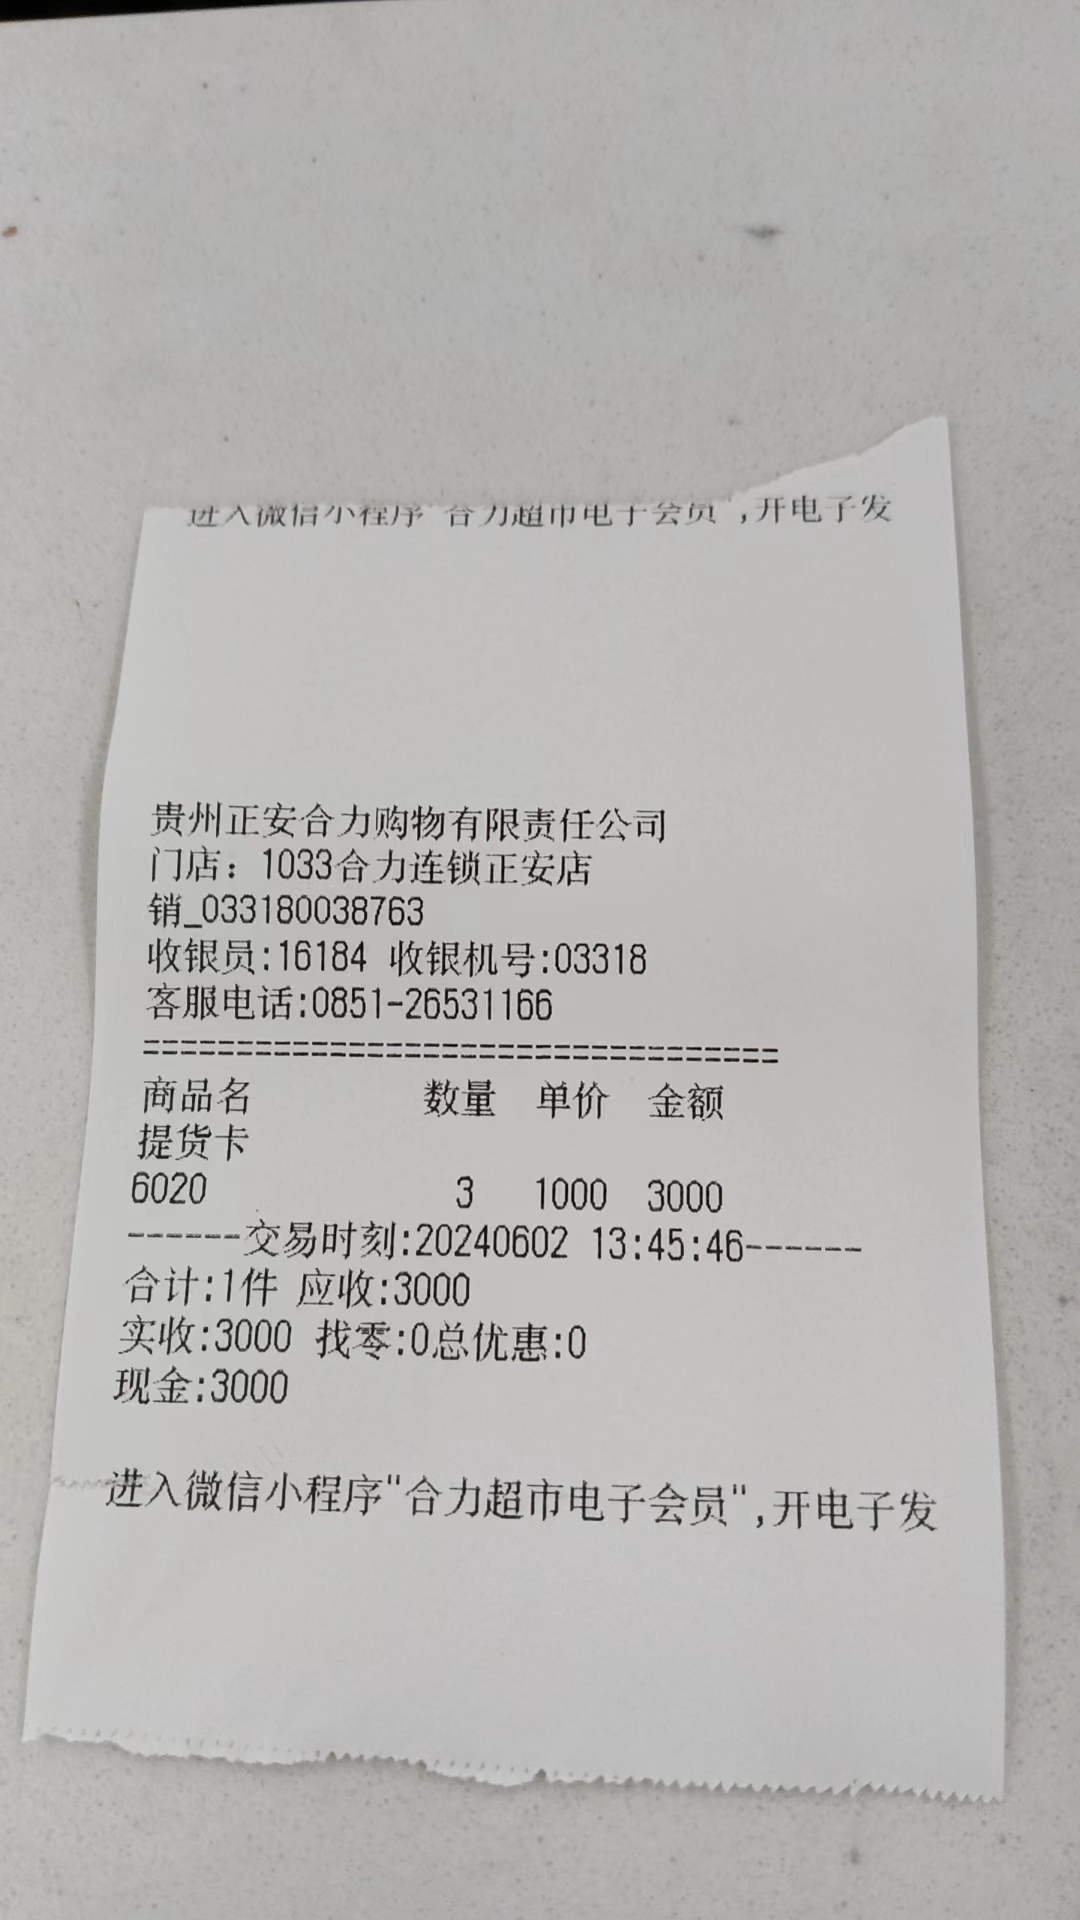 进入微信小程序"合力超市电子会员",开电子发
贵州正安合力购物有限责任公司
门店：1033合力连锁正安店
销_033180038763
收银员:16184 收银机号:03318
客服电话:0851-26531166
==================================
商品名 数量 单价 金额
提货卡
6020 3 1000 3000
------交易时刻:20240602 13:45:46------
合计:1件 应收:3000
实收:3000 找零:0总优惠:0
现金:3000
进入微信小程序"合力超市电子会员",开电子发